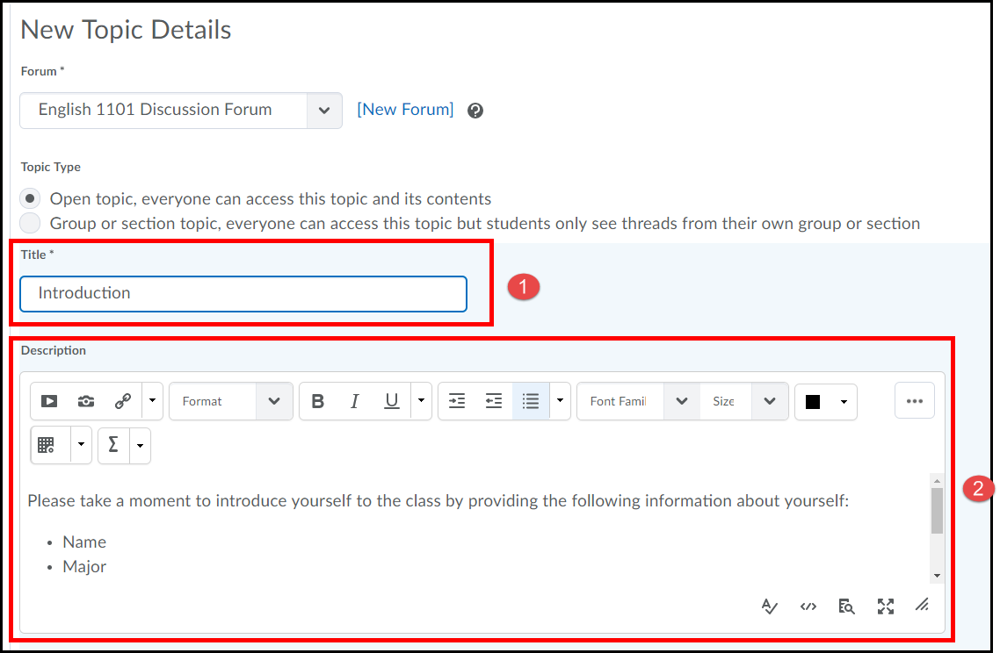 New Topic Details
Forum *
English 1101 Discussion Forum [New Forum] ?
Topic Type
Open topic, everyone can access this topic and its contents
Group or section topic, everyone can access this topic but students only see threads from their own group or section
Title *
Introduction
1
Description
Format B I U Font Famil Size
Σ
Please take a moment to introduce yourself to the class by providing the following information about yourself:
2
• Name
• Major